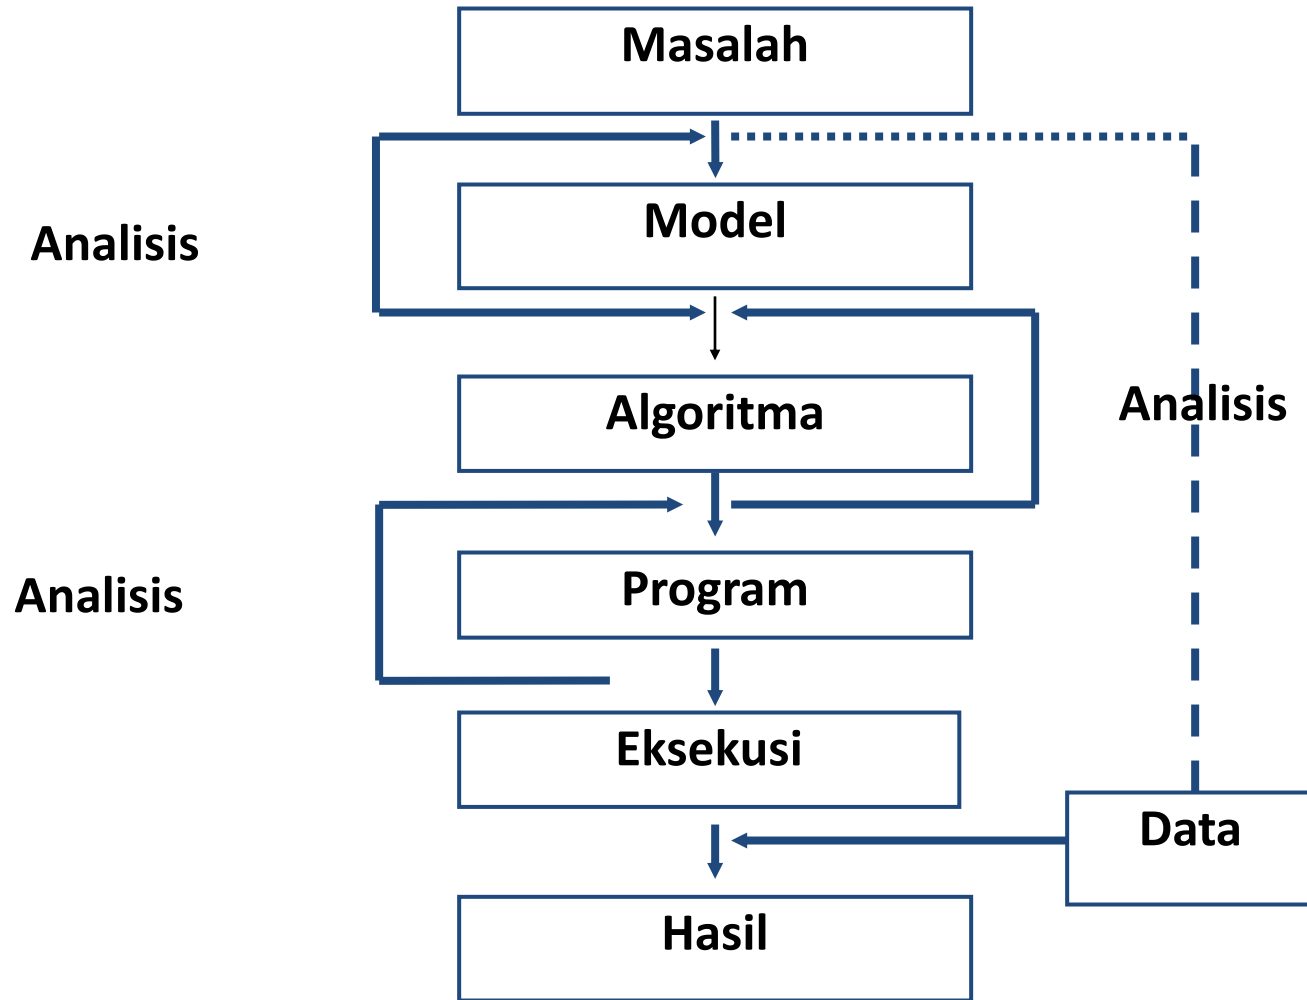 Masalah
Model
Analisis
Algoritma
Analisis
Program
Analisis
Eksekusi
Data
Hasil